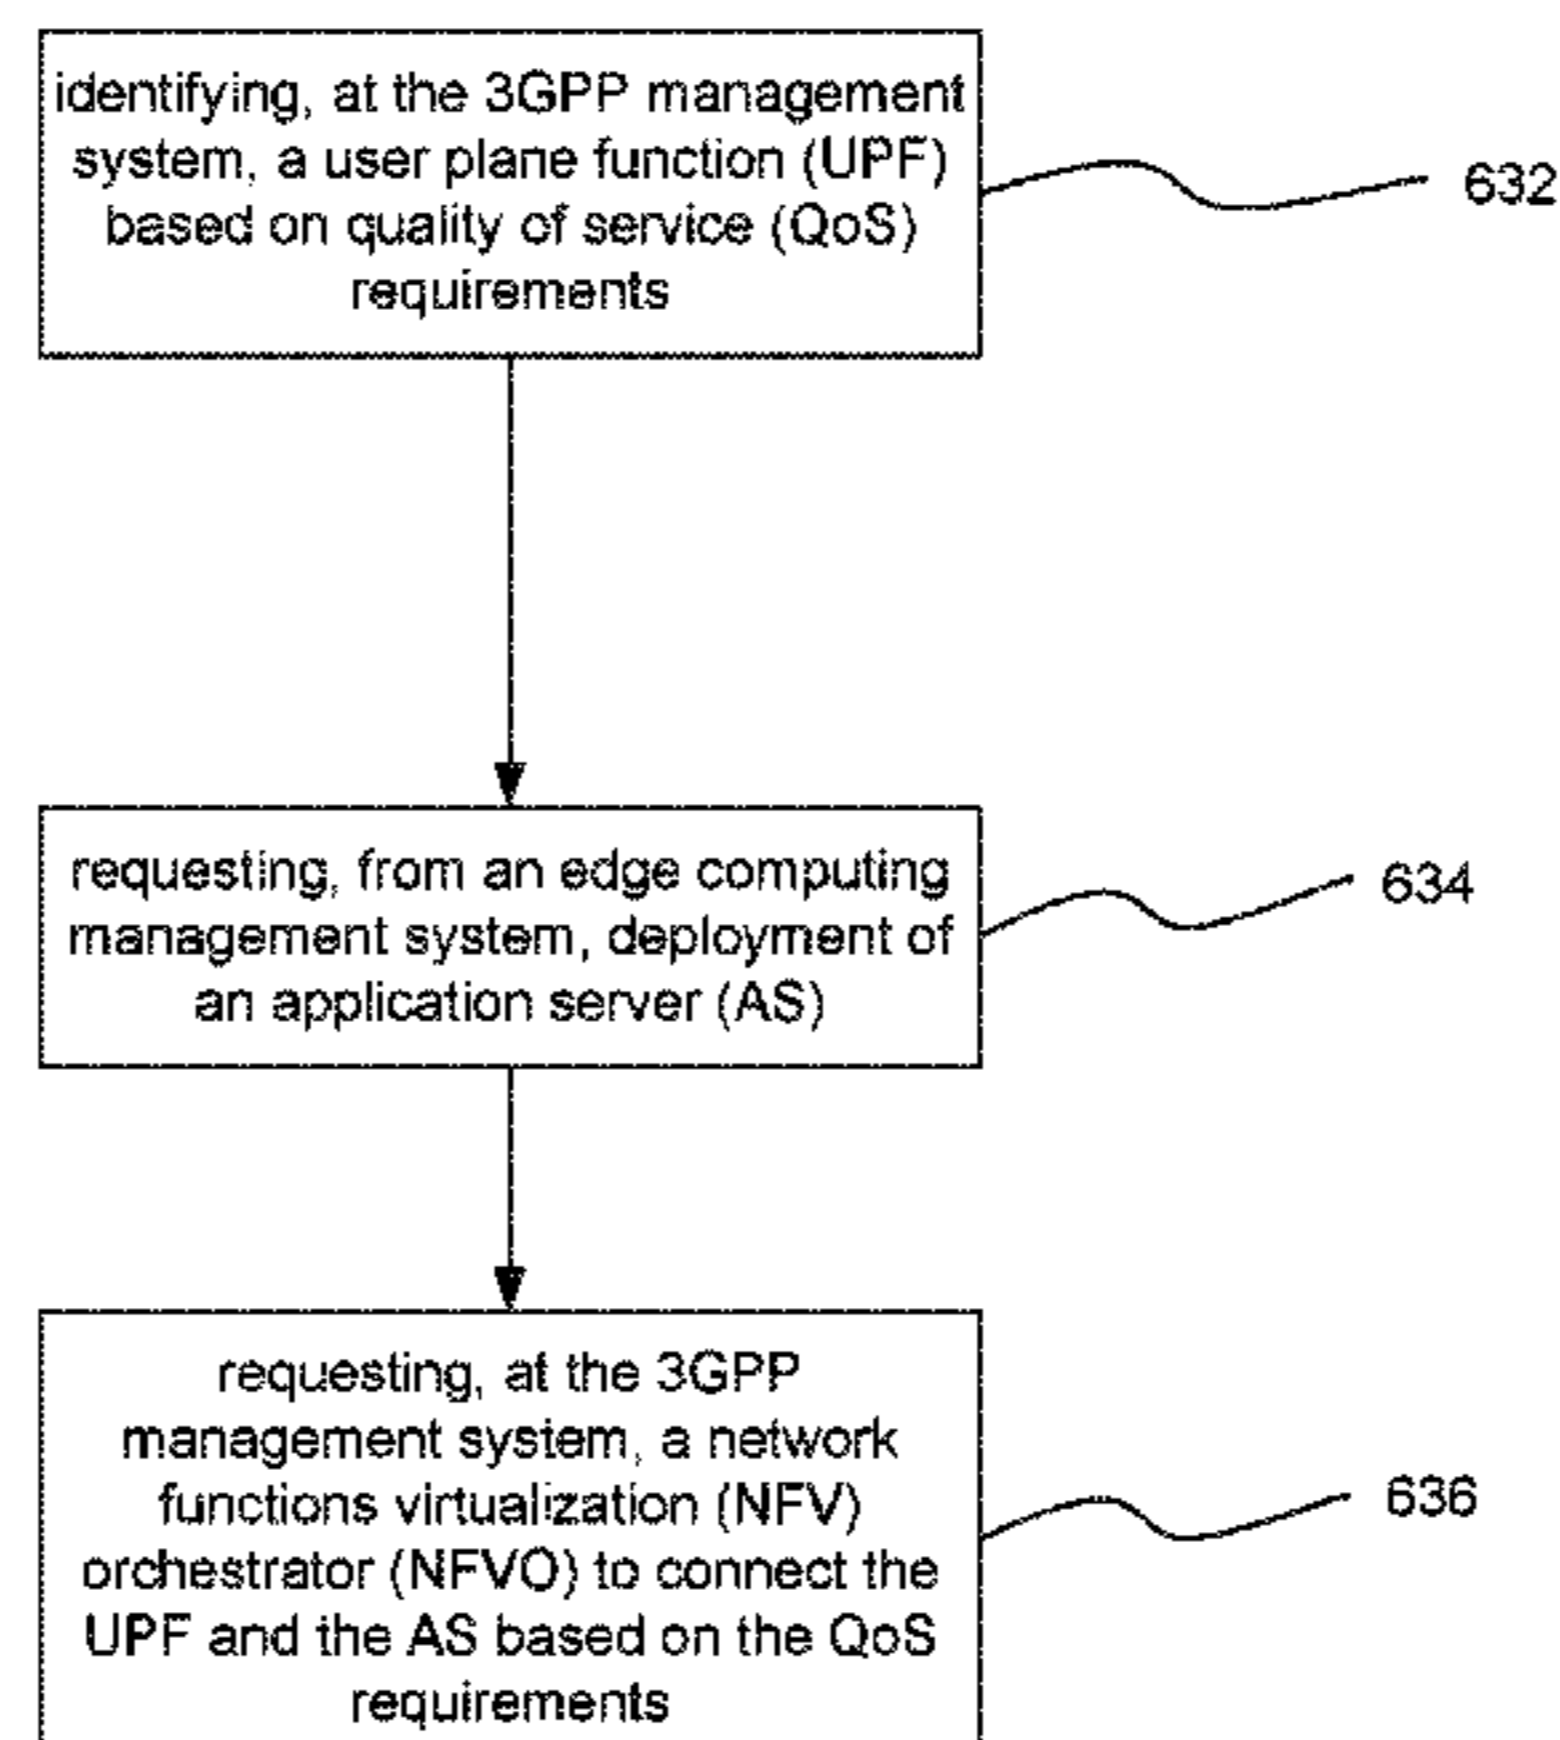 identifying, at the 3GPP management
system, a user plane function (UPF)
based on quality of service (QoS)
requirements
632
requesting, from an edge computing
management system, deployment of
an application server (AS)
634
requesting, at the 3GPP
management system, a network
functions virtualization (NFV)
orchestrator (NFVO) to connect the
UPF and the AS based on the QoS
requirements
636